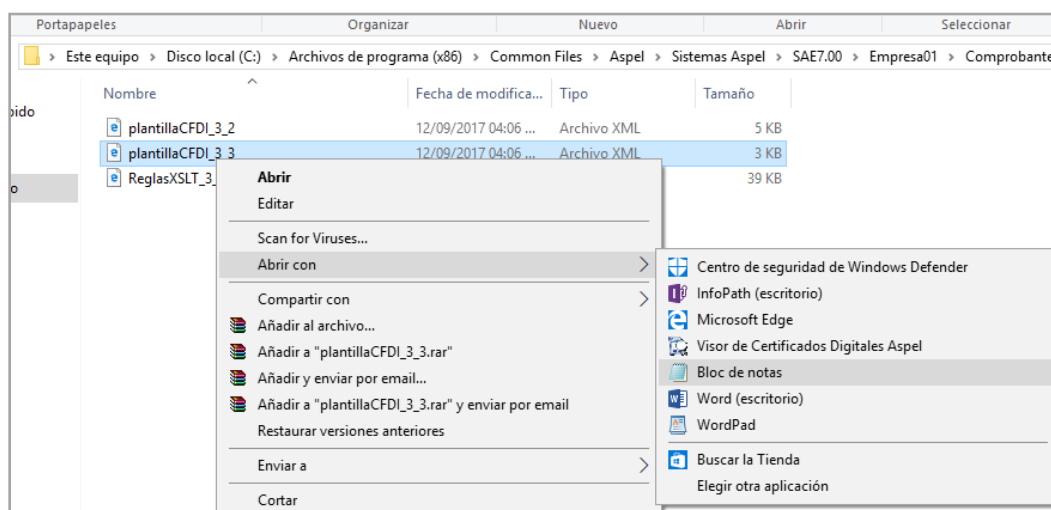 Portapapeles Organizar Nuevo Abrir Seleccionar
Este equipo > Disco local (C:) > Archivos de programa (x86) > Common Files > Aspel > Sistemas Aspel > SAE7.00 > Empresa01 > Comprobante
Nombre Fecha de modifica... Tipo Tamaño
plantillaCFDI_3_2 12/09/2017 04:06 ... Archivo XML 5 KB
plantillaCFDI_3_3 12/09/2017 04:06 ... Archivo XML 3 KB
ReglasXSLT_3_ 39 KB
Abrir
Editar
Scan for Viruses...
Abrir con
Compartir con
Añadir al archivo...
Añadir a "plantillaCFDI_3_3.rar"
Añadir y enviar por email...
Añadir a "plantillaCFDI_3_3.rar" y enviar por email
Restaurar versiones anteriores
Enviar a
Cortar
Centro de seguridad de Windows Defender
InfoPath (escritorio)
Microsoft Edge
Visor de Certificados Digitales Aspel
Bloc de notas
Word (escritorio)
WordPad
Buscar la Tienda
Elegir otra aplicación